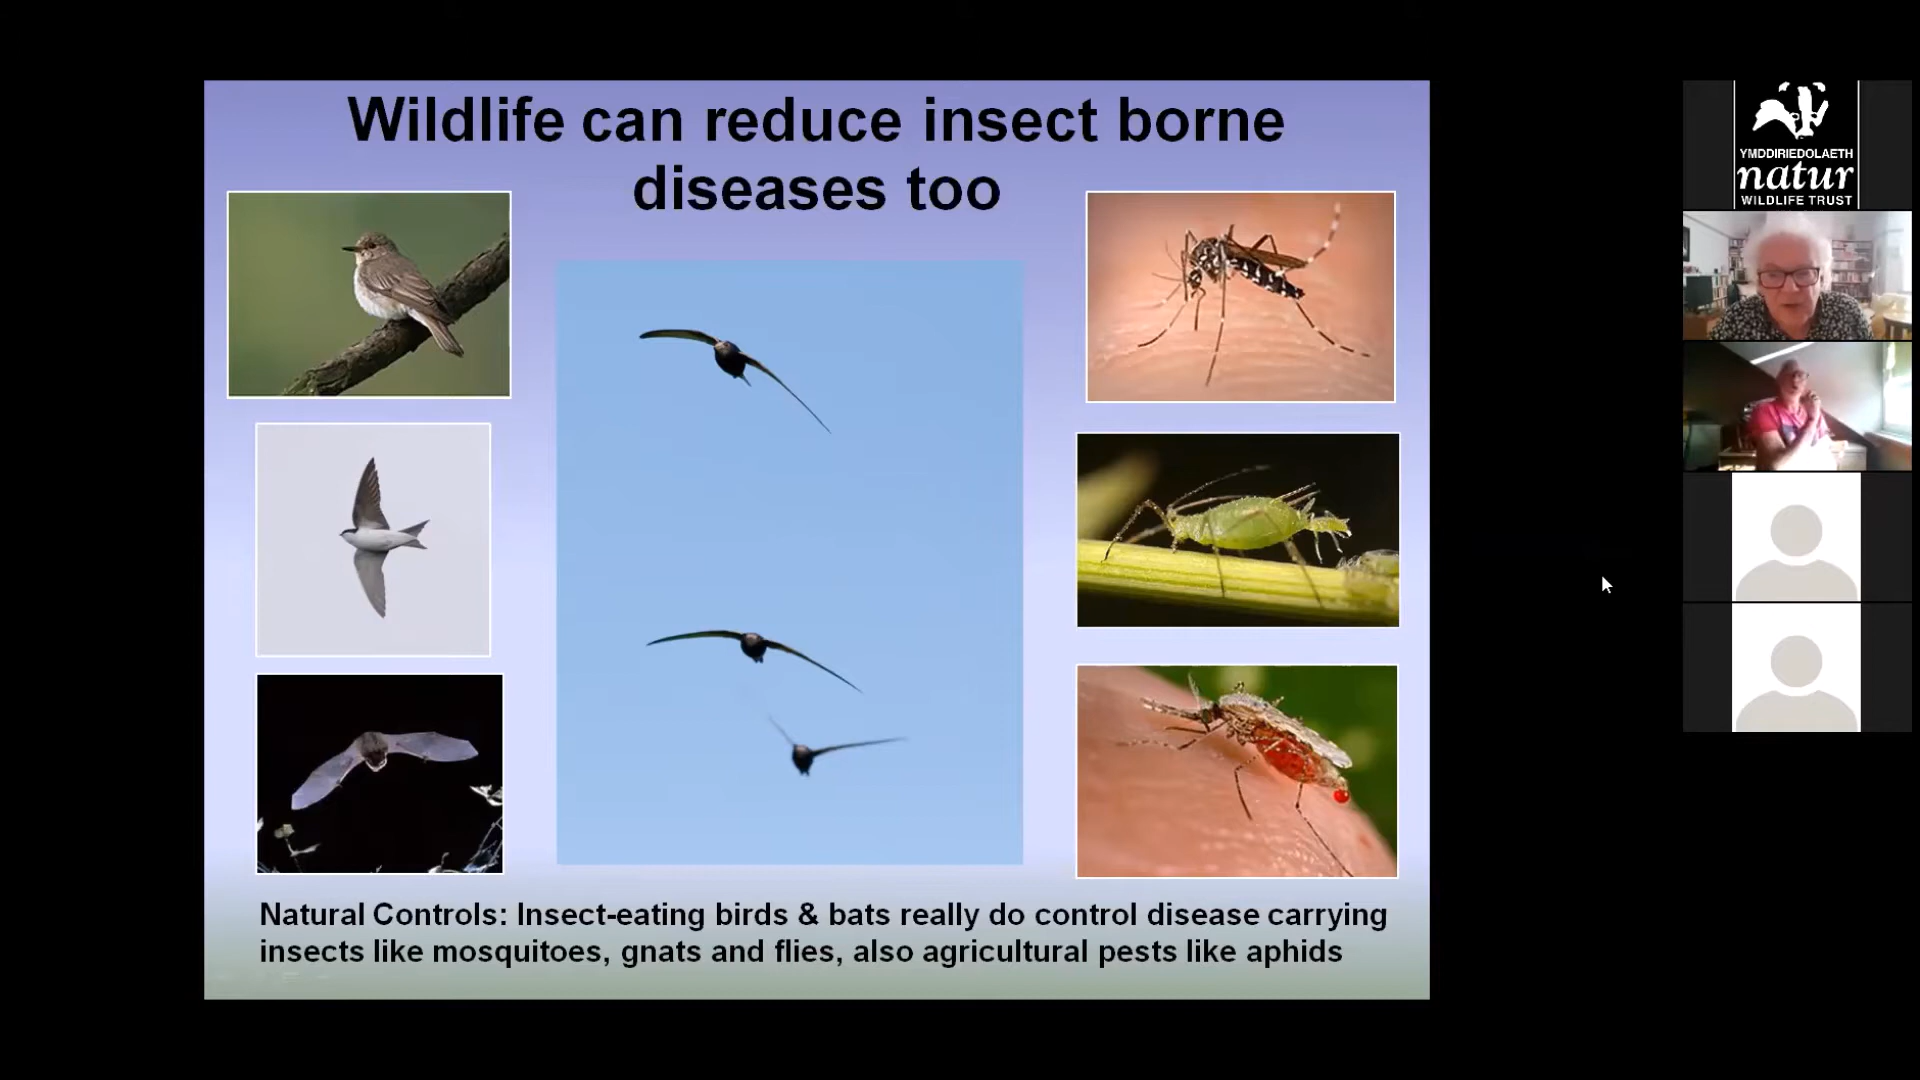 Wildlife can reduce insect borne
diseases too
Natural Controls: Insect-eating birds & bats really do control disease carrying
insects like mosquitoes, gnats and flies, also agricultural pests like aphids
YMDDIRIEDOLAETH
natur
WILDLIFE TRUST